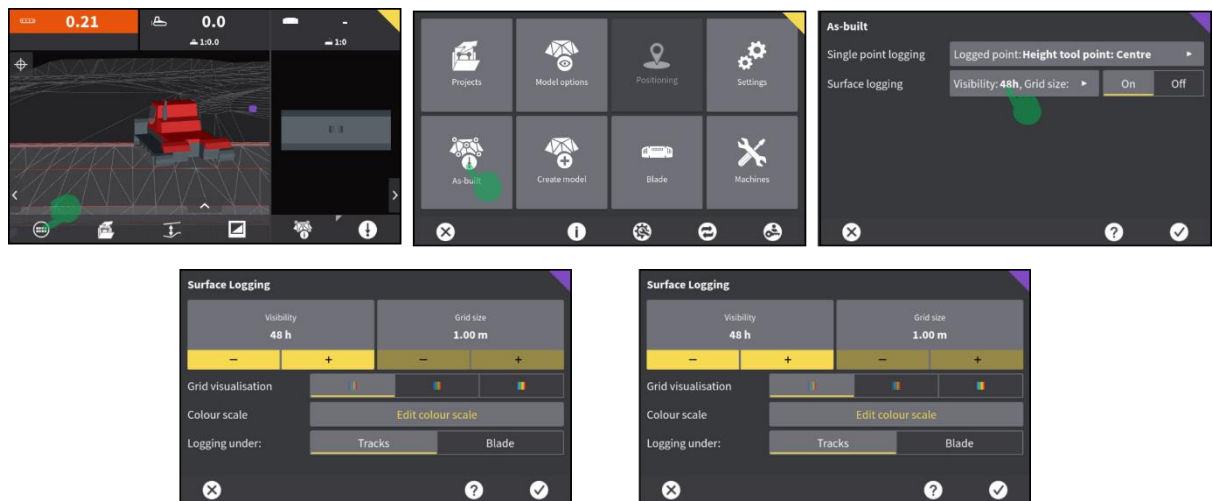 0.21
0.0
-
1:0.0
1:0
Projects
Model options
Positioning
Settings
As-built
Create model
Blade
Machines
As-built
Single point logging
Logged point: Height tool point: Centre
Surface logging
Visibility: 48h, Grid size:
On
Off
Surface Logging
Visibility
Grid size
48 h
1.00 m
−
+
−
+
Grid visualisation
Colour scale
Edit colour scale
Logging under:
Tracks
Blade
Surface Logging
Visibility
Grid size
48 h
1.00 m
−
+
−
+
Grid visualisation
Colour scale
Edit colour scale
Logging under:
Tracks
Blade